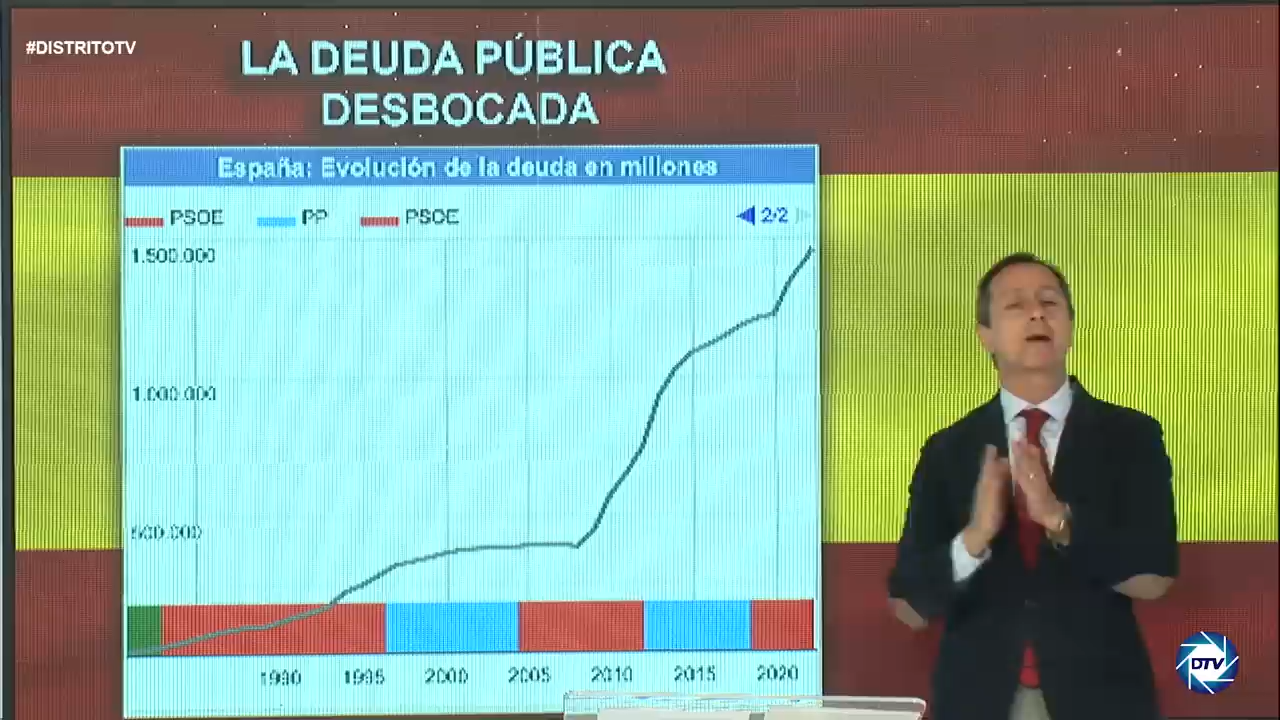 #DISTRITOTV
LA DEUDA PÚBLICA
DESBOCADA
España: Evolución de la deuda en millones
PSOE PP PSOE 2/2
1.500.000
1.000.000
500.000
1990 1995 2000 2005 2010 2015 2020
DTV